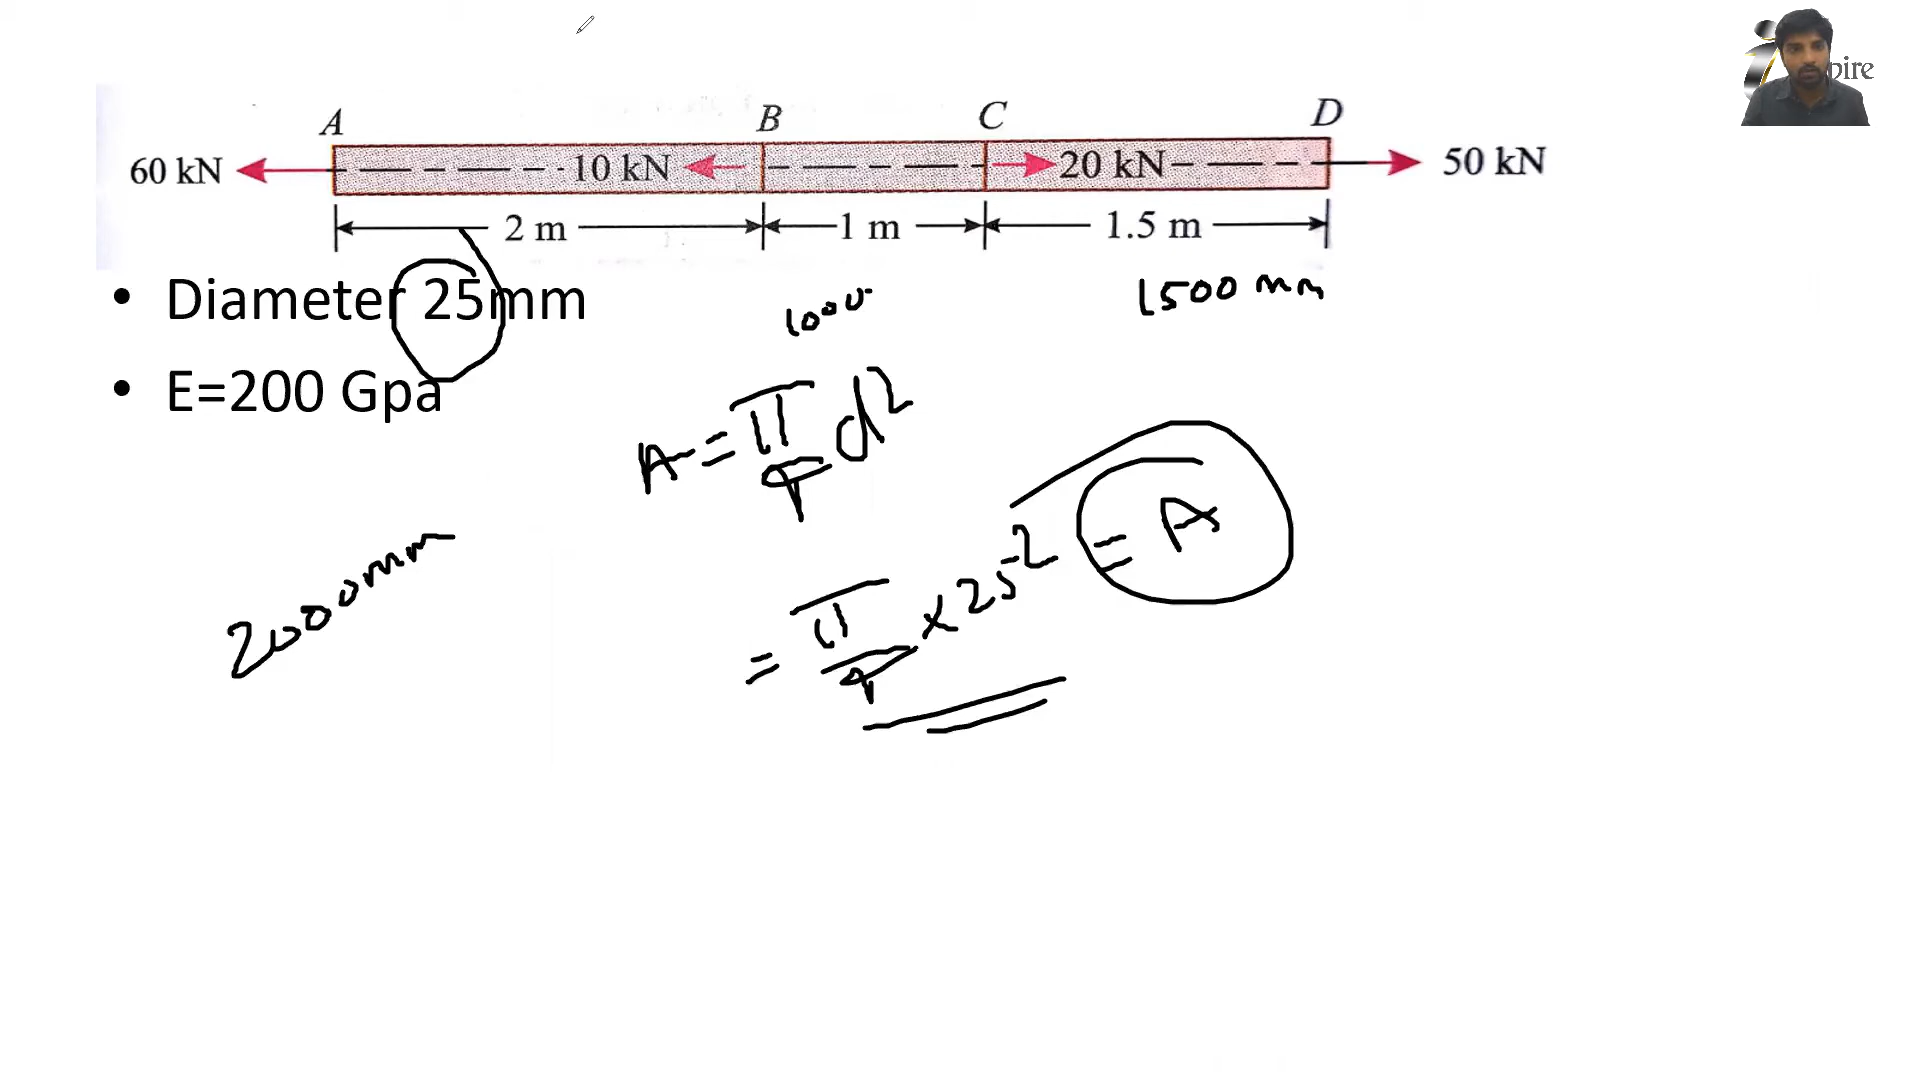 A B C D
60 kN 10 kN 20 kN 50 kN
2 m 1 m 1.5 m
• Diameter 25mm
1000
1500 mm
• E=200 Gpa
A = π/4 d²
2000mm
= π/4 × 25² = A
pire